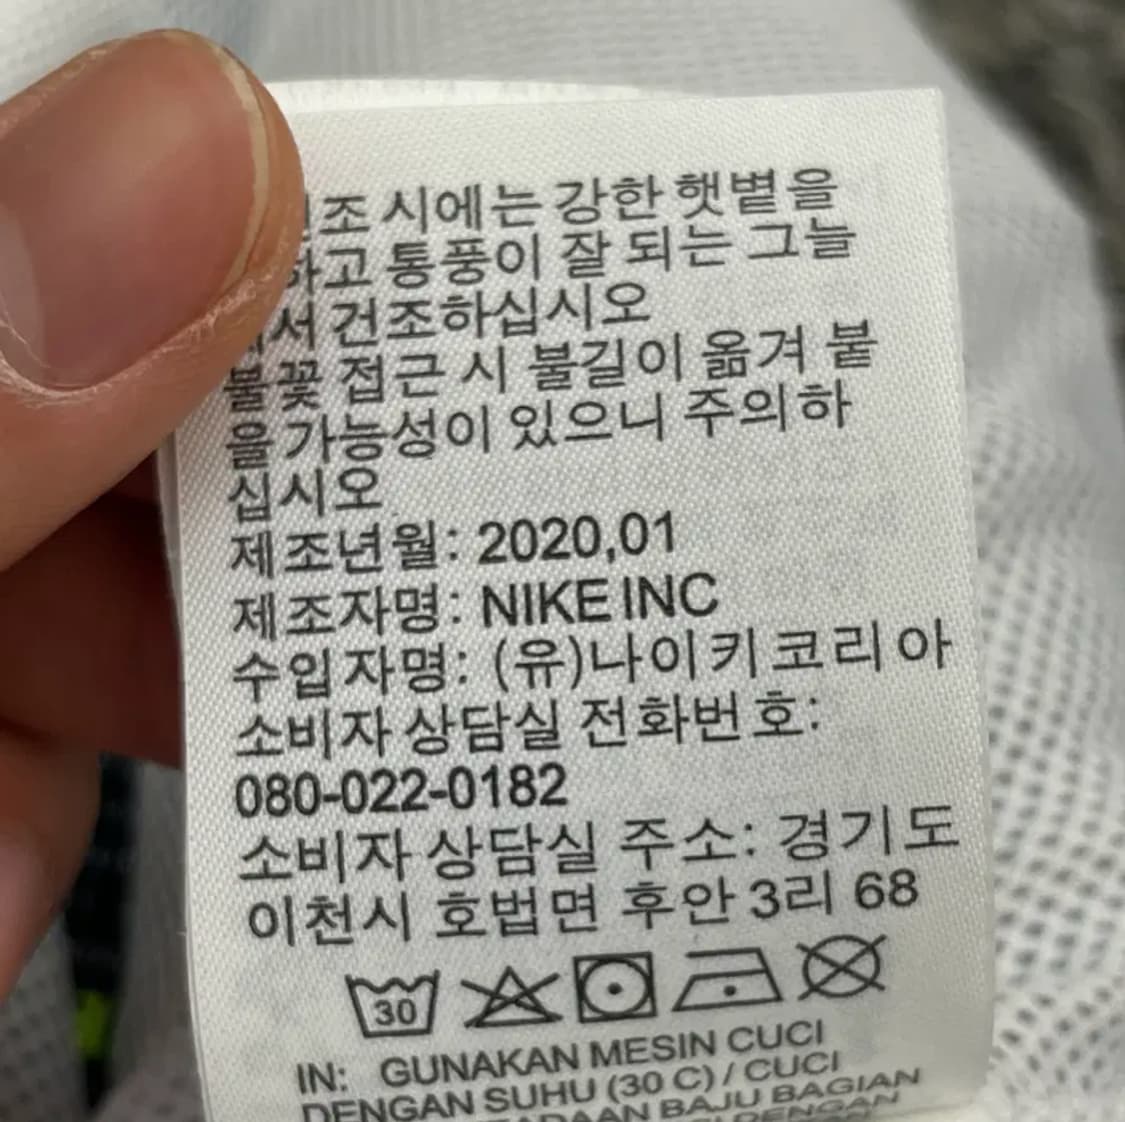 조 시에는 강한 햇볕을
하고 통풍이 잘 되는 그늘
서 건조하십시오
불꽃 접근 시 불길이 옮겨 붙
을 가능성이 있으니 주의하
십시오
제조년월: 2020,01
제조자명: NIKE INC
수입자명: (유)나이키코리아
소비자 상담실 전화번호:
080-022-0182
소비자 상담실 주소: 경기도
이천시 호법면 후안 3리 68
30
IN: GUNAKAN MESIN CUCI
DENGAN SUHU (30 C) / CUCI
BAJU BAGIAN
DENGAN